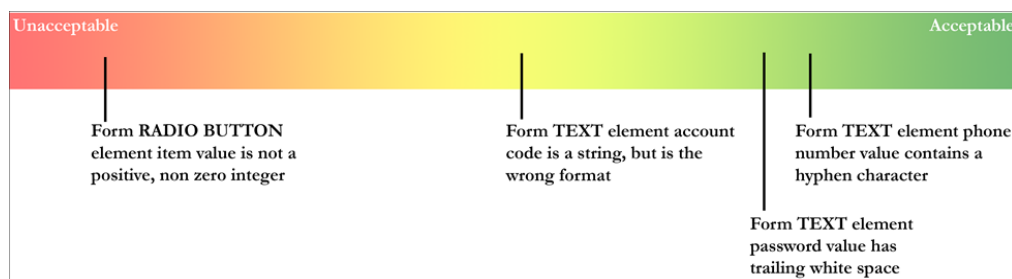 Unacceptable
Acceptable
Form RADIO BUTTON
element item value is not a
positive, non zero integer
Form TEXT element account
code is a string, but is the
wrong format
Form TEXT element phone
number value contains a
hyphen character
Form TEXT element
password value has
trailing white space